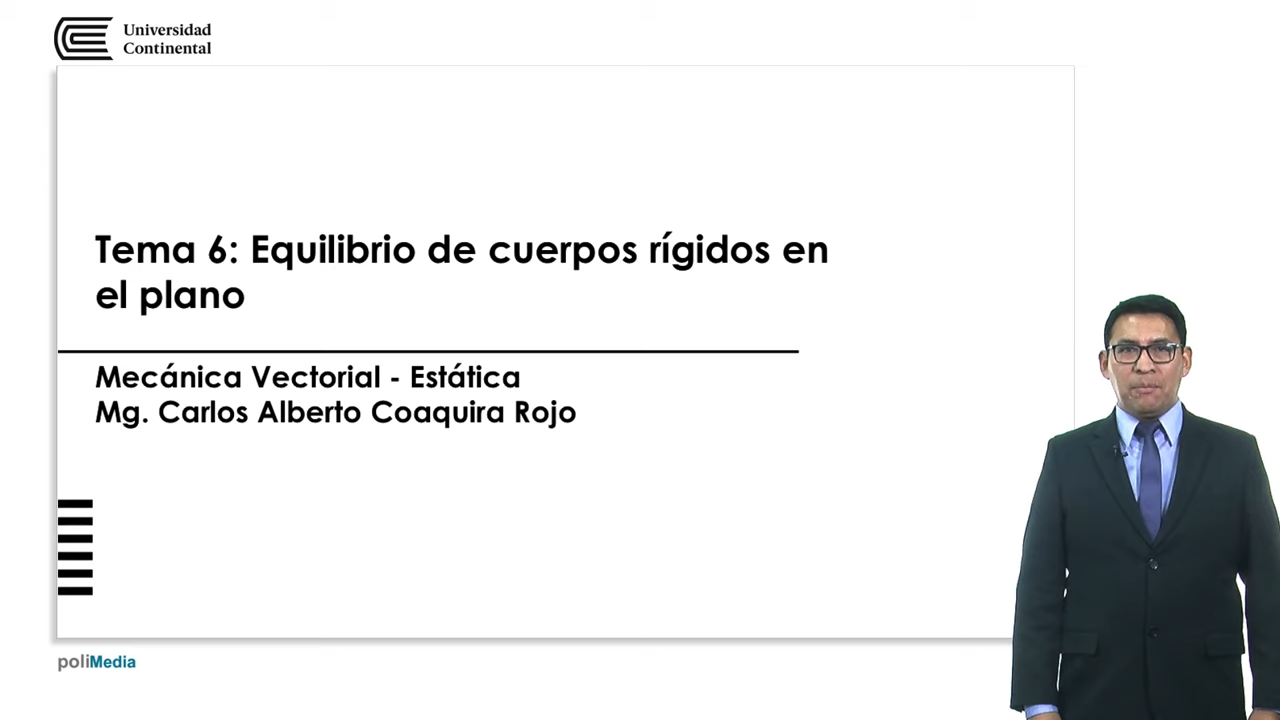 Universidad
Continental
Tema 6: Equilibrio de cuerpos rígidos en
el plano
Mecánica Vectorial - Estática
Mg. Carlos Alberto Coaquira Rojo
poliMedia